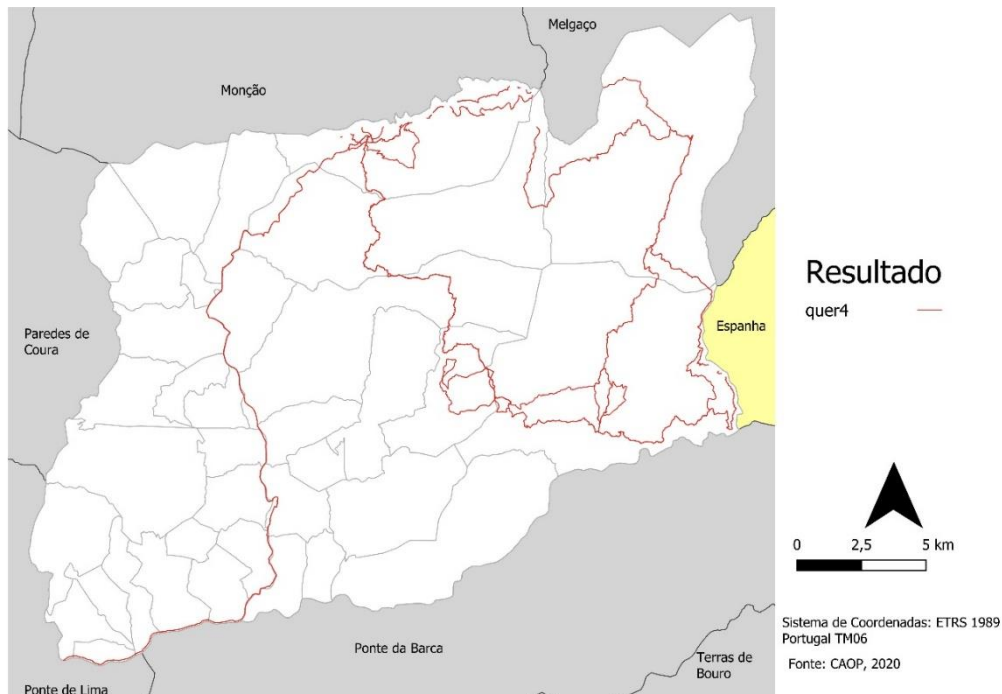 Melgaço
Monção
Resultado
quer4
Espanha
Paredes de
Coura
0 2,5 5 km
Sistema de Coordenadas: ETRS 1989
Portugal TM06
Fonte: CAOP, 2020
Ponte da Barca
Terras de
Bouro
Ponte de Lima